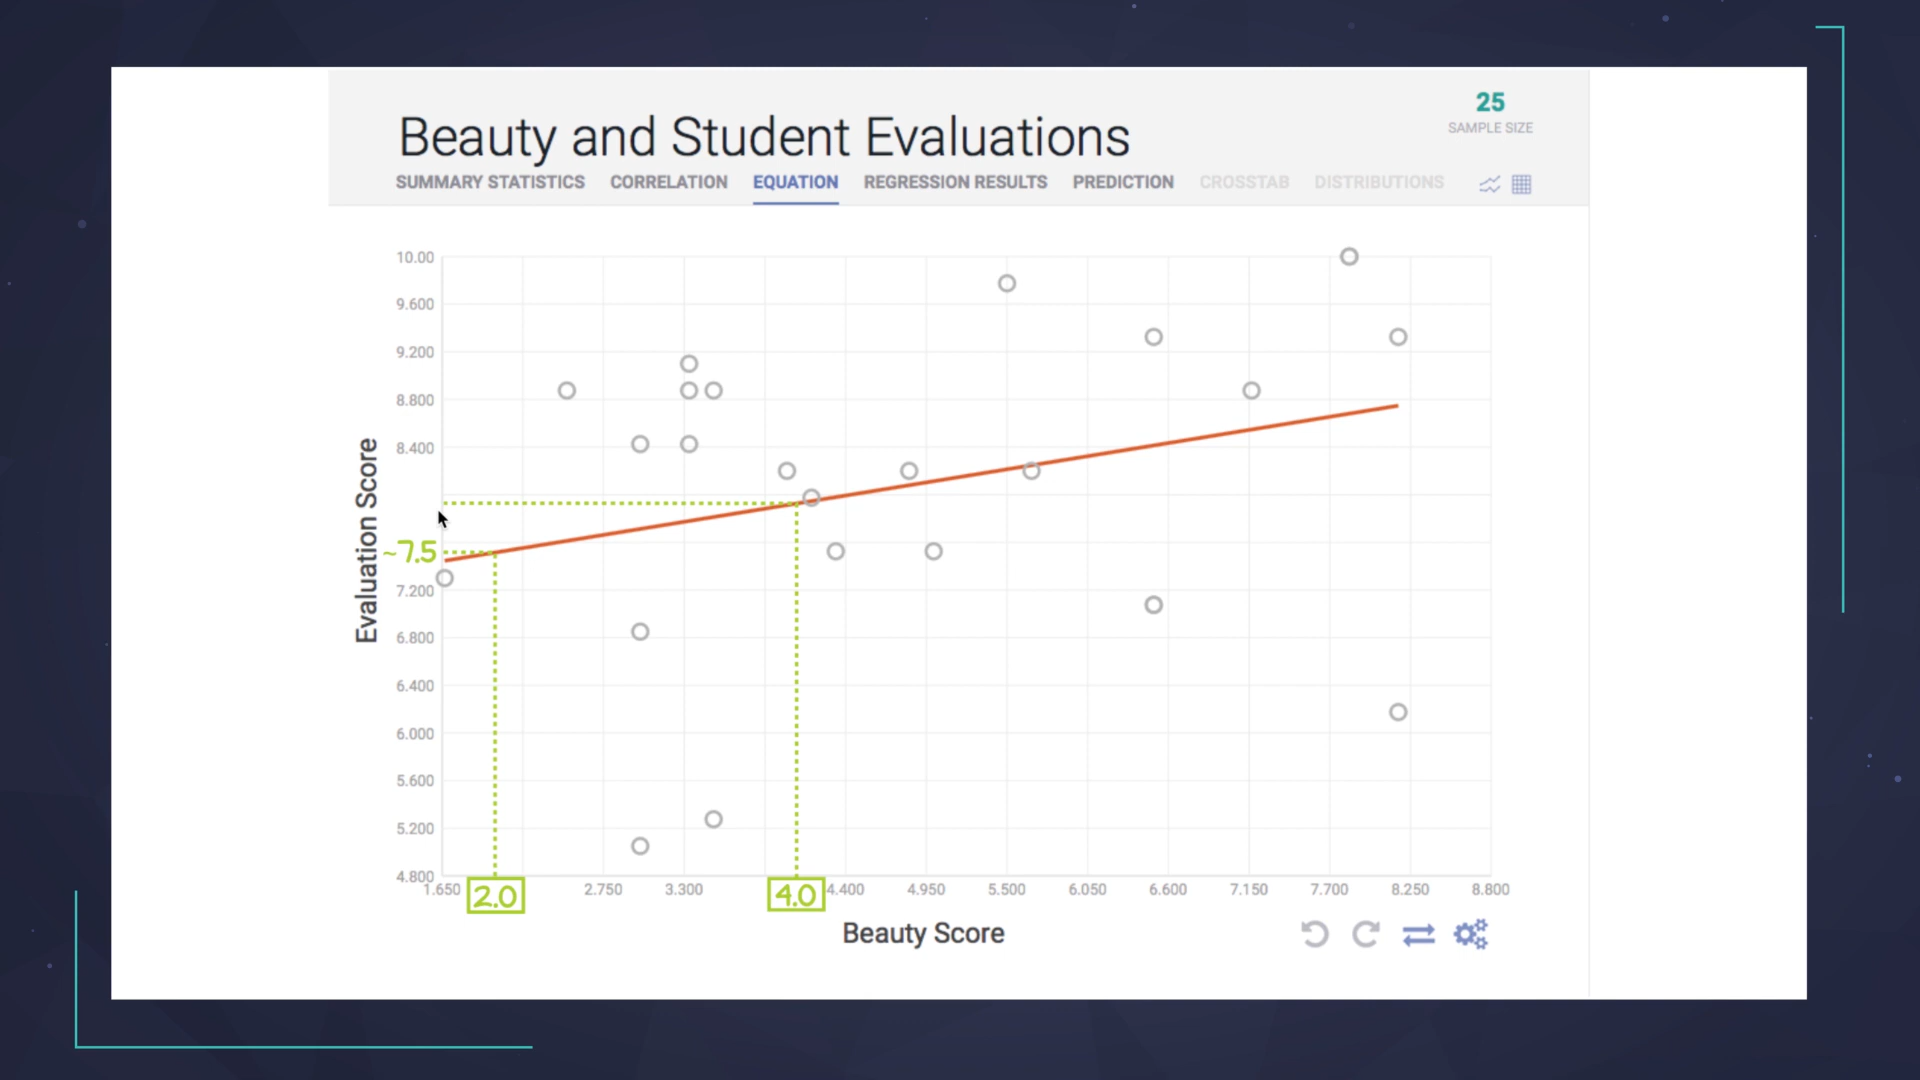 25
SAMPLE SIZE
Beauty and Student Evaluations
SUMMARY STATISTICS CORRELATION EQUATION REGRESSION RESULTS PREDICTION CROSSTAB DISTRIBUTIONS
10.00
9.600
9.200
8.800
8.400
~7.5
7.200
6.800
6.400
6.000
5.600
5.200
4.800
Evaluation Score
1.650 2.0 2.750 3.300 4.0 4.400 4.950 5.500 6.050 6.600 7.150 7.700 8.250 8.800
Beauty Score